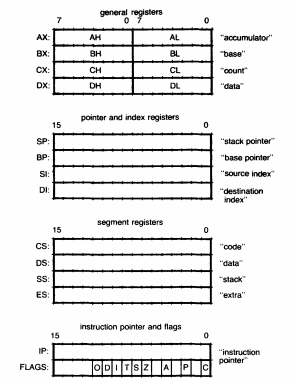 general registers
7 0 7 0
AX: AH AL "accumulator"
BX: BH BL "base"
CX: CH CL "count"
DX: DH DL "data"
pointer and index registers
15 0
SP: "stack pointer"
BP: "base pointer"
SI: "source index"
DI: "destination
index"
segment registers
15 0
CS: "code"
DS: "data"
SS: "stack"
ES: "extra"
instruction pointer and flags
15 0
IP: "instruction
pointer"
FLAGS: O D I T S Z A P C